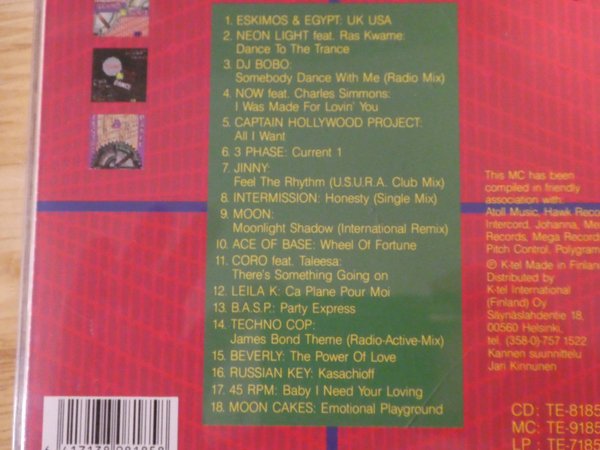 1. ESKIMOS & EGYPT: UK USA
2. NEON LIGHT feat. Ras Kwame:
Dance To The Trance
3. DJ BOBO:
Somebody Dance With Me (Radio Mix)
4. NOW feat. Charles Simmons:
I Was Made For Lovin' You
5. CAPTAIN HOLLYWOOD PROJECT:
All I Want
6. 3 PHASE: Current 1
7. JINNY:
Feel The Rhythm (U.S.U.R.A. Club Mix)
8. INTERMISSION: Honesty (Single Mix)
9. MOON:
Moonlight Shadow (International Remix)
10. ACE OF BASE: Wheel Of Fortune
11. CORO feat. Taleesa:
There's Something Going on
12. LEILA K: Ca Plane Pour Moi
13. B.A.S.P.: Party Express
14. TECHNO COP:
James Bond Theme (Radio-Active-Mix)
15. BEVERLY: The Power Of Love
16. RUSSIAN KEY: Kasachioff
17. 45 RPM: Baby I Need Your Loving
18. MOON CAKES: Emotional Playground
This MC has been
compiled in friendly
association with:
Atoll Music, Hawk Reco
Intercord, Johanna, Me
Records, Mega Record
Pitch Control, Polygram
℗ K-tel Made in Finlan
Distributed by
K-tel International
(Finland) Oy
Säynäslahdentie 18,
00560 Helsinki,
tel. (358-0)-757 1522
Kannen suunnittelu
Jari Kinnunen
CD: TE-8185
MC: TE-9185
LP : TE-7185